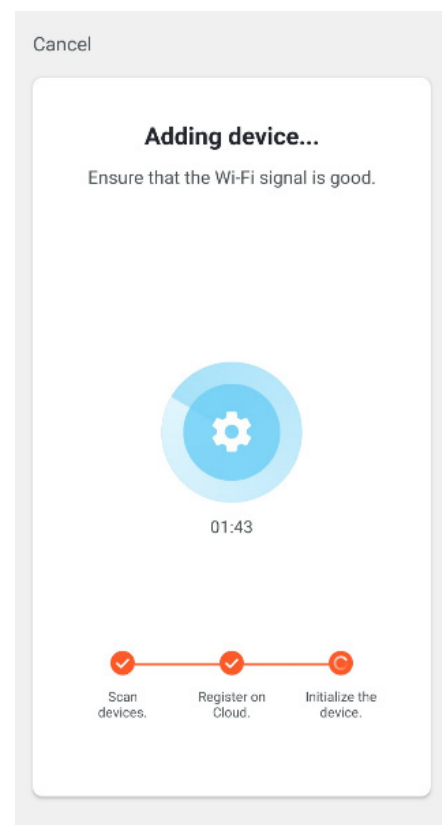 Cancel
Adding device...
Ensure that the Wi-Fi signal is good.
01:43
Scan
devices.
Register on
Cloud.
Initialize the
device.